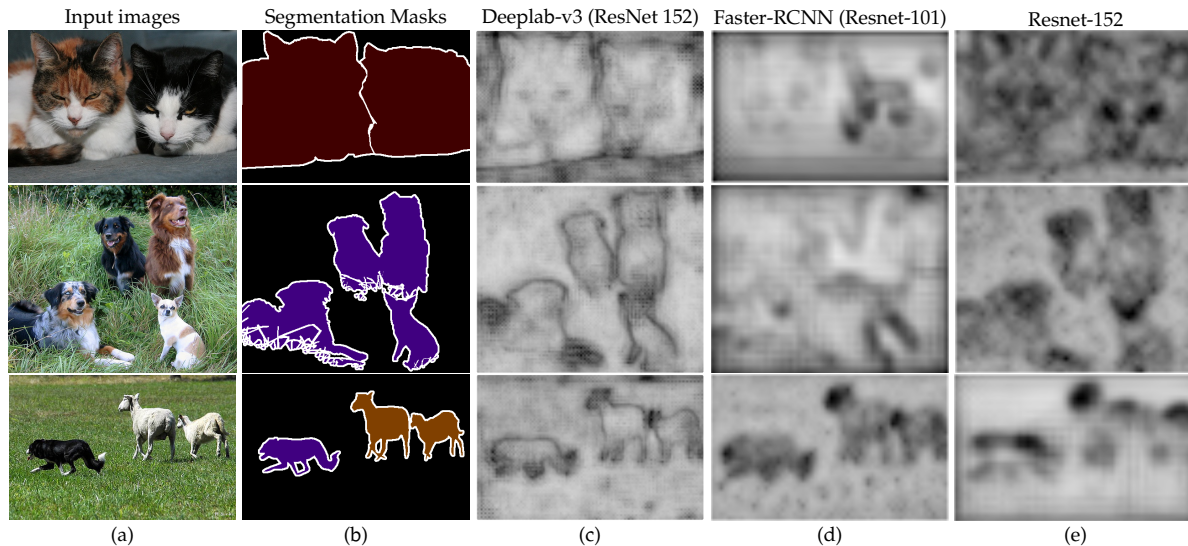 Input images
Segmentation Masks
Deeplab-v3 (ResNet 152)
Faster-RCNN (Resnet-101)
Resnet-152
(a)
(b)
(c)
(d)
(e)